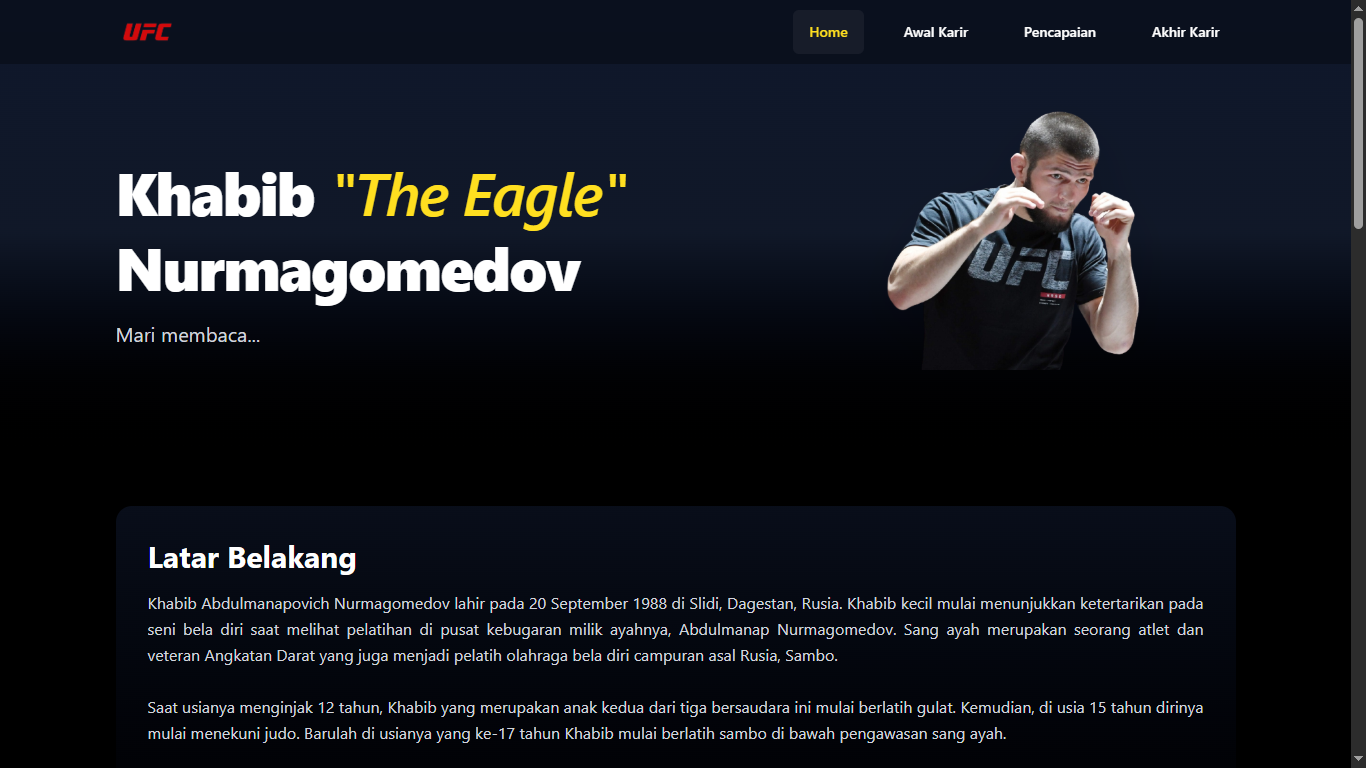 UFC
Home
Awal Karir
Pencapaian
Akhir Karir
Khabib "The Eagle"
Nurmagomedov
Mari membaca...
UFC
Latar Belakang
Khabib Abdulmanapovich Nurmagomedov lahir pada 20 September 1988 di Slidi, Dagestan, Rusia. Khabib kecil mulai menunjukkan ketertarikan pada
seni bela diri saat melihat pelatihan di pusat kebugaran milik ayahnya, Abdulmanap Nurmagomedov. Sang ayah merupakan seorang atlet dan
veteran Angkatan Darat yang juga menjadi pelatih olahraga bela diri campuran asal Rusia, Sambo.
Saat usianya menginjak 12 tahun, Khabib yang merupakan anak kedua dari tiga bersaudara ini mulai berlatih gulat. Kemudian, di usia 15 tahun dirinya
mulai menekuni judo. Barulah di usianya yang ke-17 tahun Khabib mulai berlatih sambo di bawah pengawasan sang ayah.